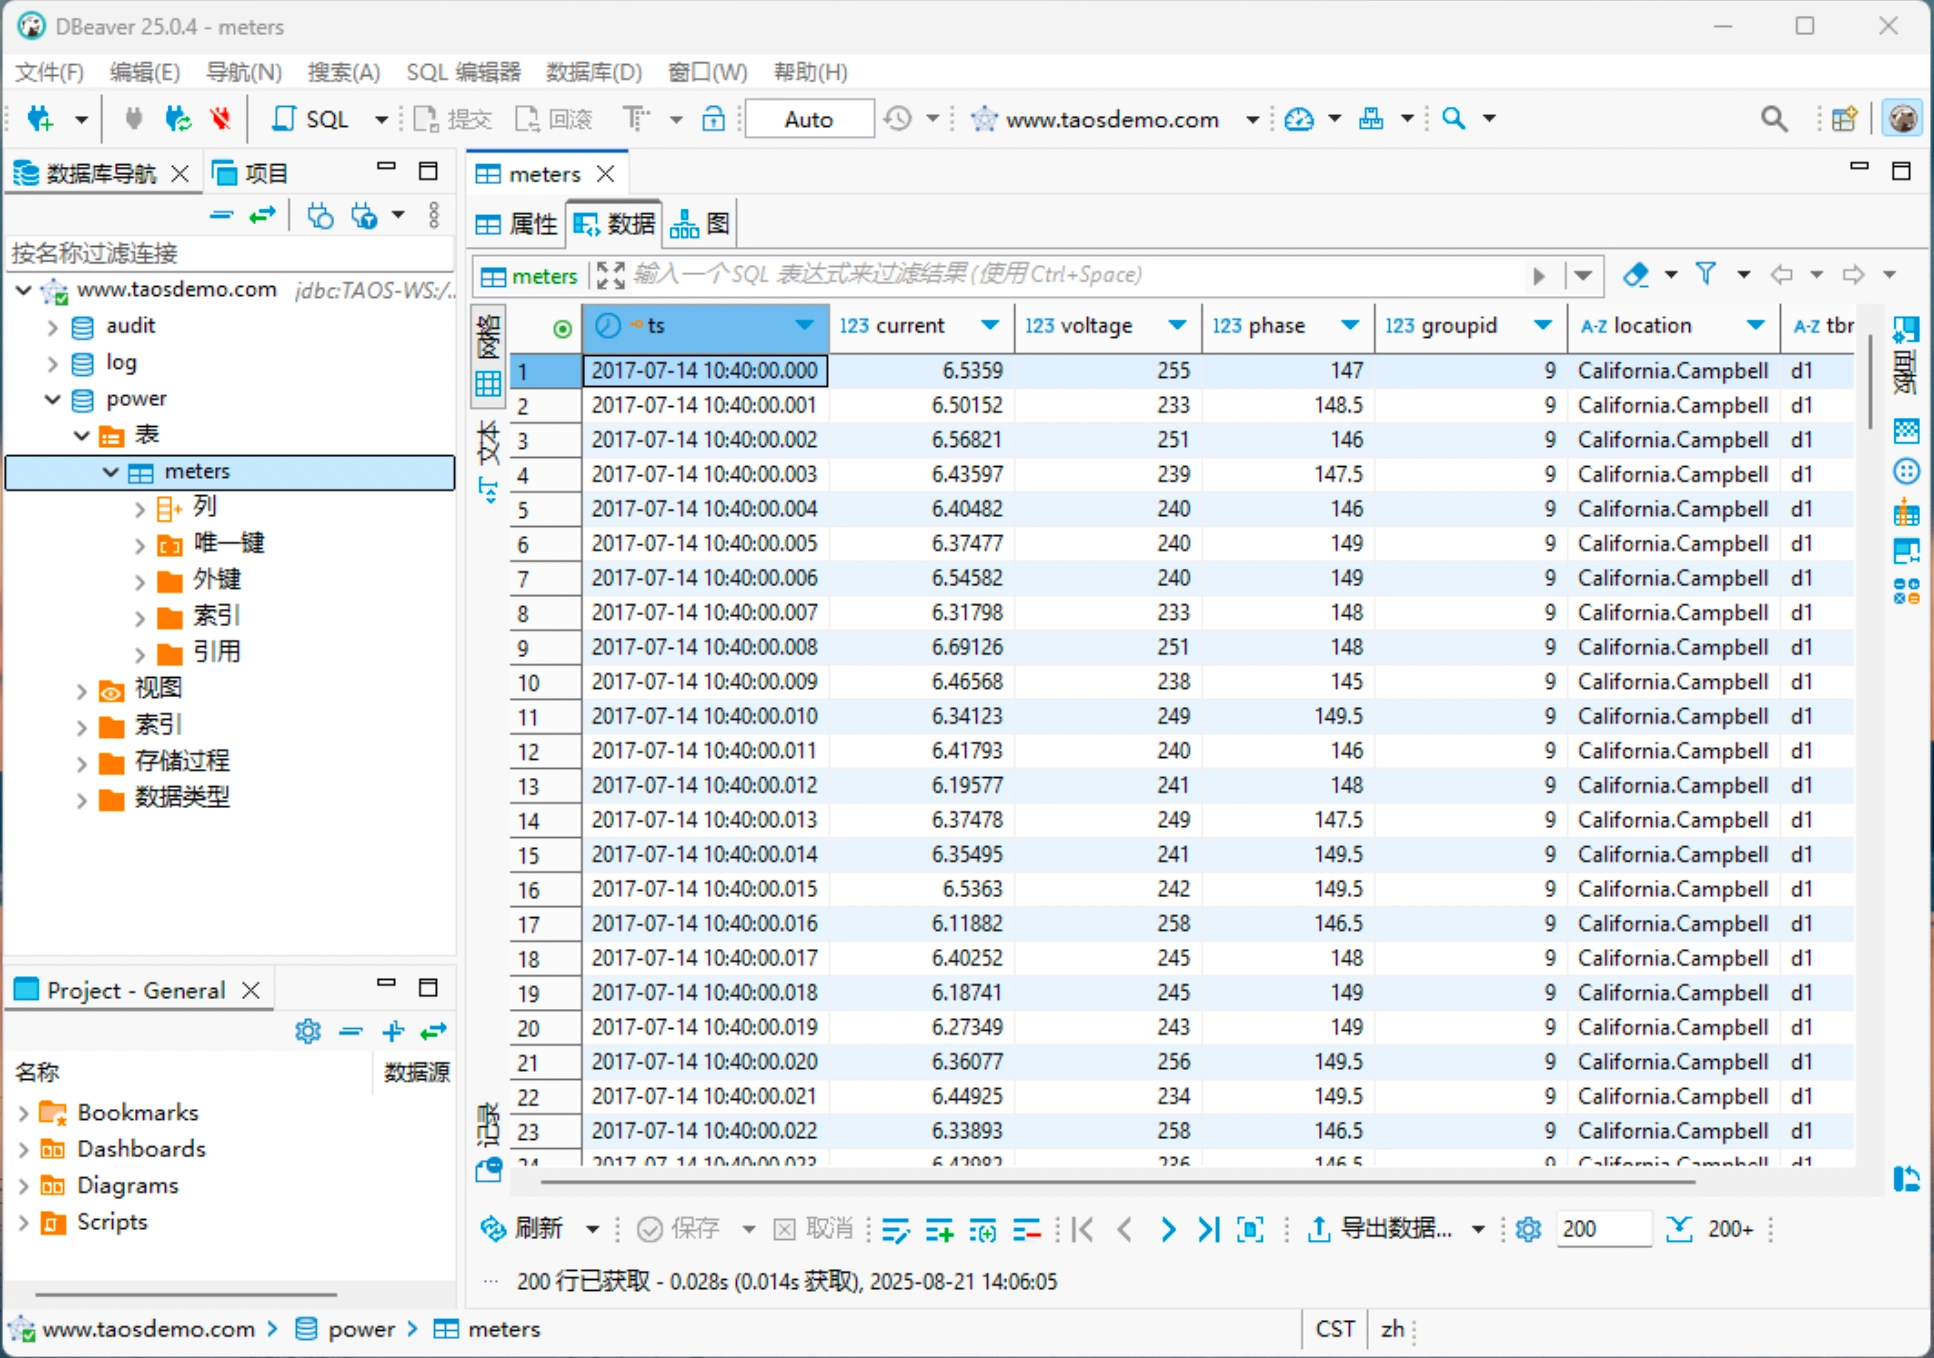 DBeaver 25.0.4 - meters
文件(F) 编辑(E) 导航(N) 搜索(A) SQL 编辑器 数据库(D) 窗口(W) 帮助(H)
SQL 提交 回滚 Auto www.taosdemo.com
数据库导航 项目
按名称过滤连接
www.taosdemo.com jdbc:TAOS-WS:/..
audit
log
power
表
meters
列
唯一键
外键
索引
引用
视图
索引
存储过程
数据类型
Project - General
名称 数据源
Bookmarks
Dashboards
Diagrams
Scripts
meters
属性 数据 图
meters 输入一个 SQL 表达式来过滤结果 (使用 Ctrl+Space)
网格
文本
记录
面板
ts 123 current 123 voltage 123 phase 123 groupid A-Z location A-Z tbr
1 2017-07-14 10:40:00.000 6.5359 255 147 9 California.Campbell d1
2 2017-07-14 10:40:00.001 6.50152 233 148.5 9 California.Campbell d1
3 2017-07-14 10:40:00.002 6.56821 251 146 9 California.Campbell d1
4 2017-07-14 10:40:00.003 6.43597 239 147.5 9 California.Campbell d1
5 2017-07-14 10:40:00.004 6.40482 240 146 9 California.Campbell d1
6 2017-07-14 10:40:00.005 6.37477 240 149 9 California.Campbell d1
7 2017-07-14 10:40:00.006 6.54582 240 149 9 California.Campbell d1
8 2017-07-14 10:40:00.007 6.31798 233 148 9 California.Campbell d1
9 2017-07-14 10:40:00.008 6.69126 251 148 9 California.Campbell d1
10 2017-07-14 10:40:00.009 6.46568 238 145 9 California.Campbell d1
11 2017-07-14 10:40:00.010 6.34123 249 149.5 9 California.Campbell d1
12 2017-07-14 10:40:00.011 6.41793 240 146 9 California.Campbell d1
13 2017-07-14 10:40:00.012 6.19577 241 148 9 California.Campbell d1
14 2017-07-14 10:40:00.013 6.37478 249 147.5 9 California.Campbell d1
15 2017-07-14 10:40:00.014 6.35495 241 149.5 9 California.Campbell d1
16 2017-07-14 10:40:00.015 6.5363 242 149.5 9 California.Campbell d1
17 2017-07-14 10:40:00.016 6.11882 258 146.5 9 California.Campbell d1
18 2017-07-14 10:40:00.017 6.40252 245 148 9 California.Campbell d1
19 2017-07-14 10:40:00.018 6.18741 245 149 9 California.Campbell d1
20 2017-07-14 10:40:00.019 6.27349 243 149 9 California.Campbell d1
21 2017-07-14 10:40:00.020 6.36077 256 149.5 9 California.Campbell d1
22 2017-07-14 10:40:00.021 6.44925 234 149.5 9 California.Campbell d1
23 2017-07-14 10:40:00.022 6.33893 258 146.5 9 California.Campbell d1
24 2017-07-14 10:40:00.023 6.42982 236 146.5 9 California.Campbell d1
刷新 保存 取消 导出数据... 200 200+
200 行已获取 - 0.028s (0.014s 获取), 2025-08-21 14:06:05
www.taosdemo.com power meters CST zh